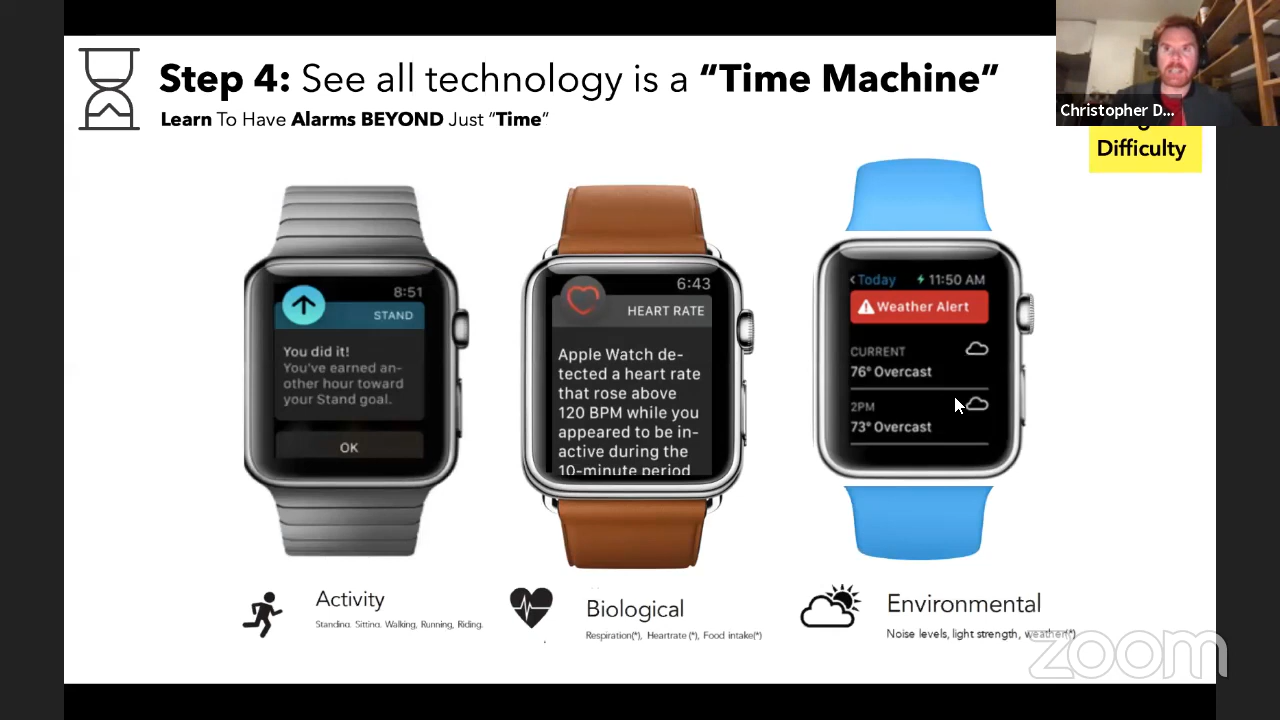 Step 4: See all technology is a “Time Machine”
Learn To Have Alarms BEYOND Just “Time”
Christopher D...
Difficulty
8:51
STAND
You did it!
You've earned an-
other hour toward
your Stand goal.
OK
6:43
HEART RATE
Apple Watch de-
tected a heart rate
that rose above
120 BPM while you
appeared to be in-
active during the
10-minute period
Today
11:50 AM
Weather Alert
CURRENT
76° Overcast
2PM
73° Overcast
Activity
Standing, Sitting, Walking, Running, Riding.
Biological
Respiration(*), Heartrate (*), Food intake(*)
Environmental
Noise levels, light strength, weather(*)
zoom